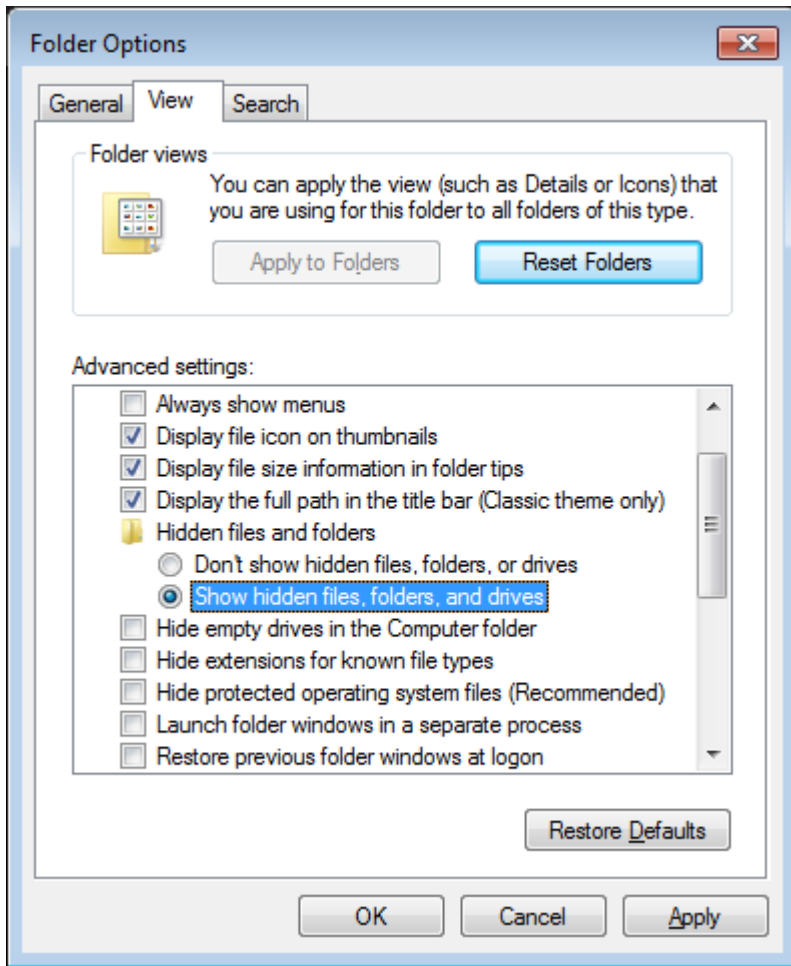 Folder Options
General View Search
Folder views
You can apply the view (such as Details or Icons) that
you are using for this folder to all folders of this type.
Apply to Folders Reset Folders
Advanced settings:
Always show menus
Display file icon on thumbnails
Display file size information in folder tips
Display the full path in the title bar (Classic theme only)
Hidden files and folders
Don't show hidden files, folders, or drives
Show hidden files, folders, and drives
Hide empty drives in the Computer folder
Hide extensions for known file types
Hide protected operating system files (Recommended)
Launch folder windows in a separate process
Restore previous folder windows at logon
Restore Defaults
OK Cancel Apply